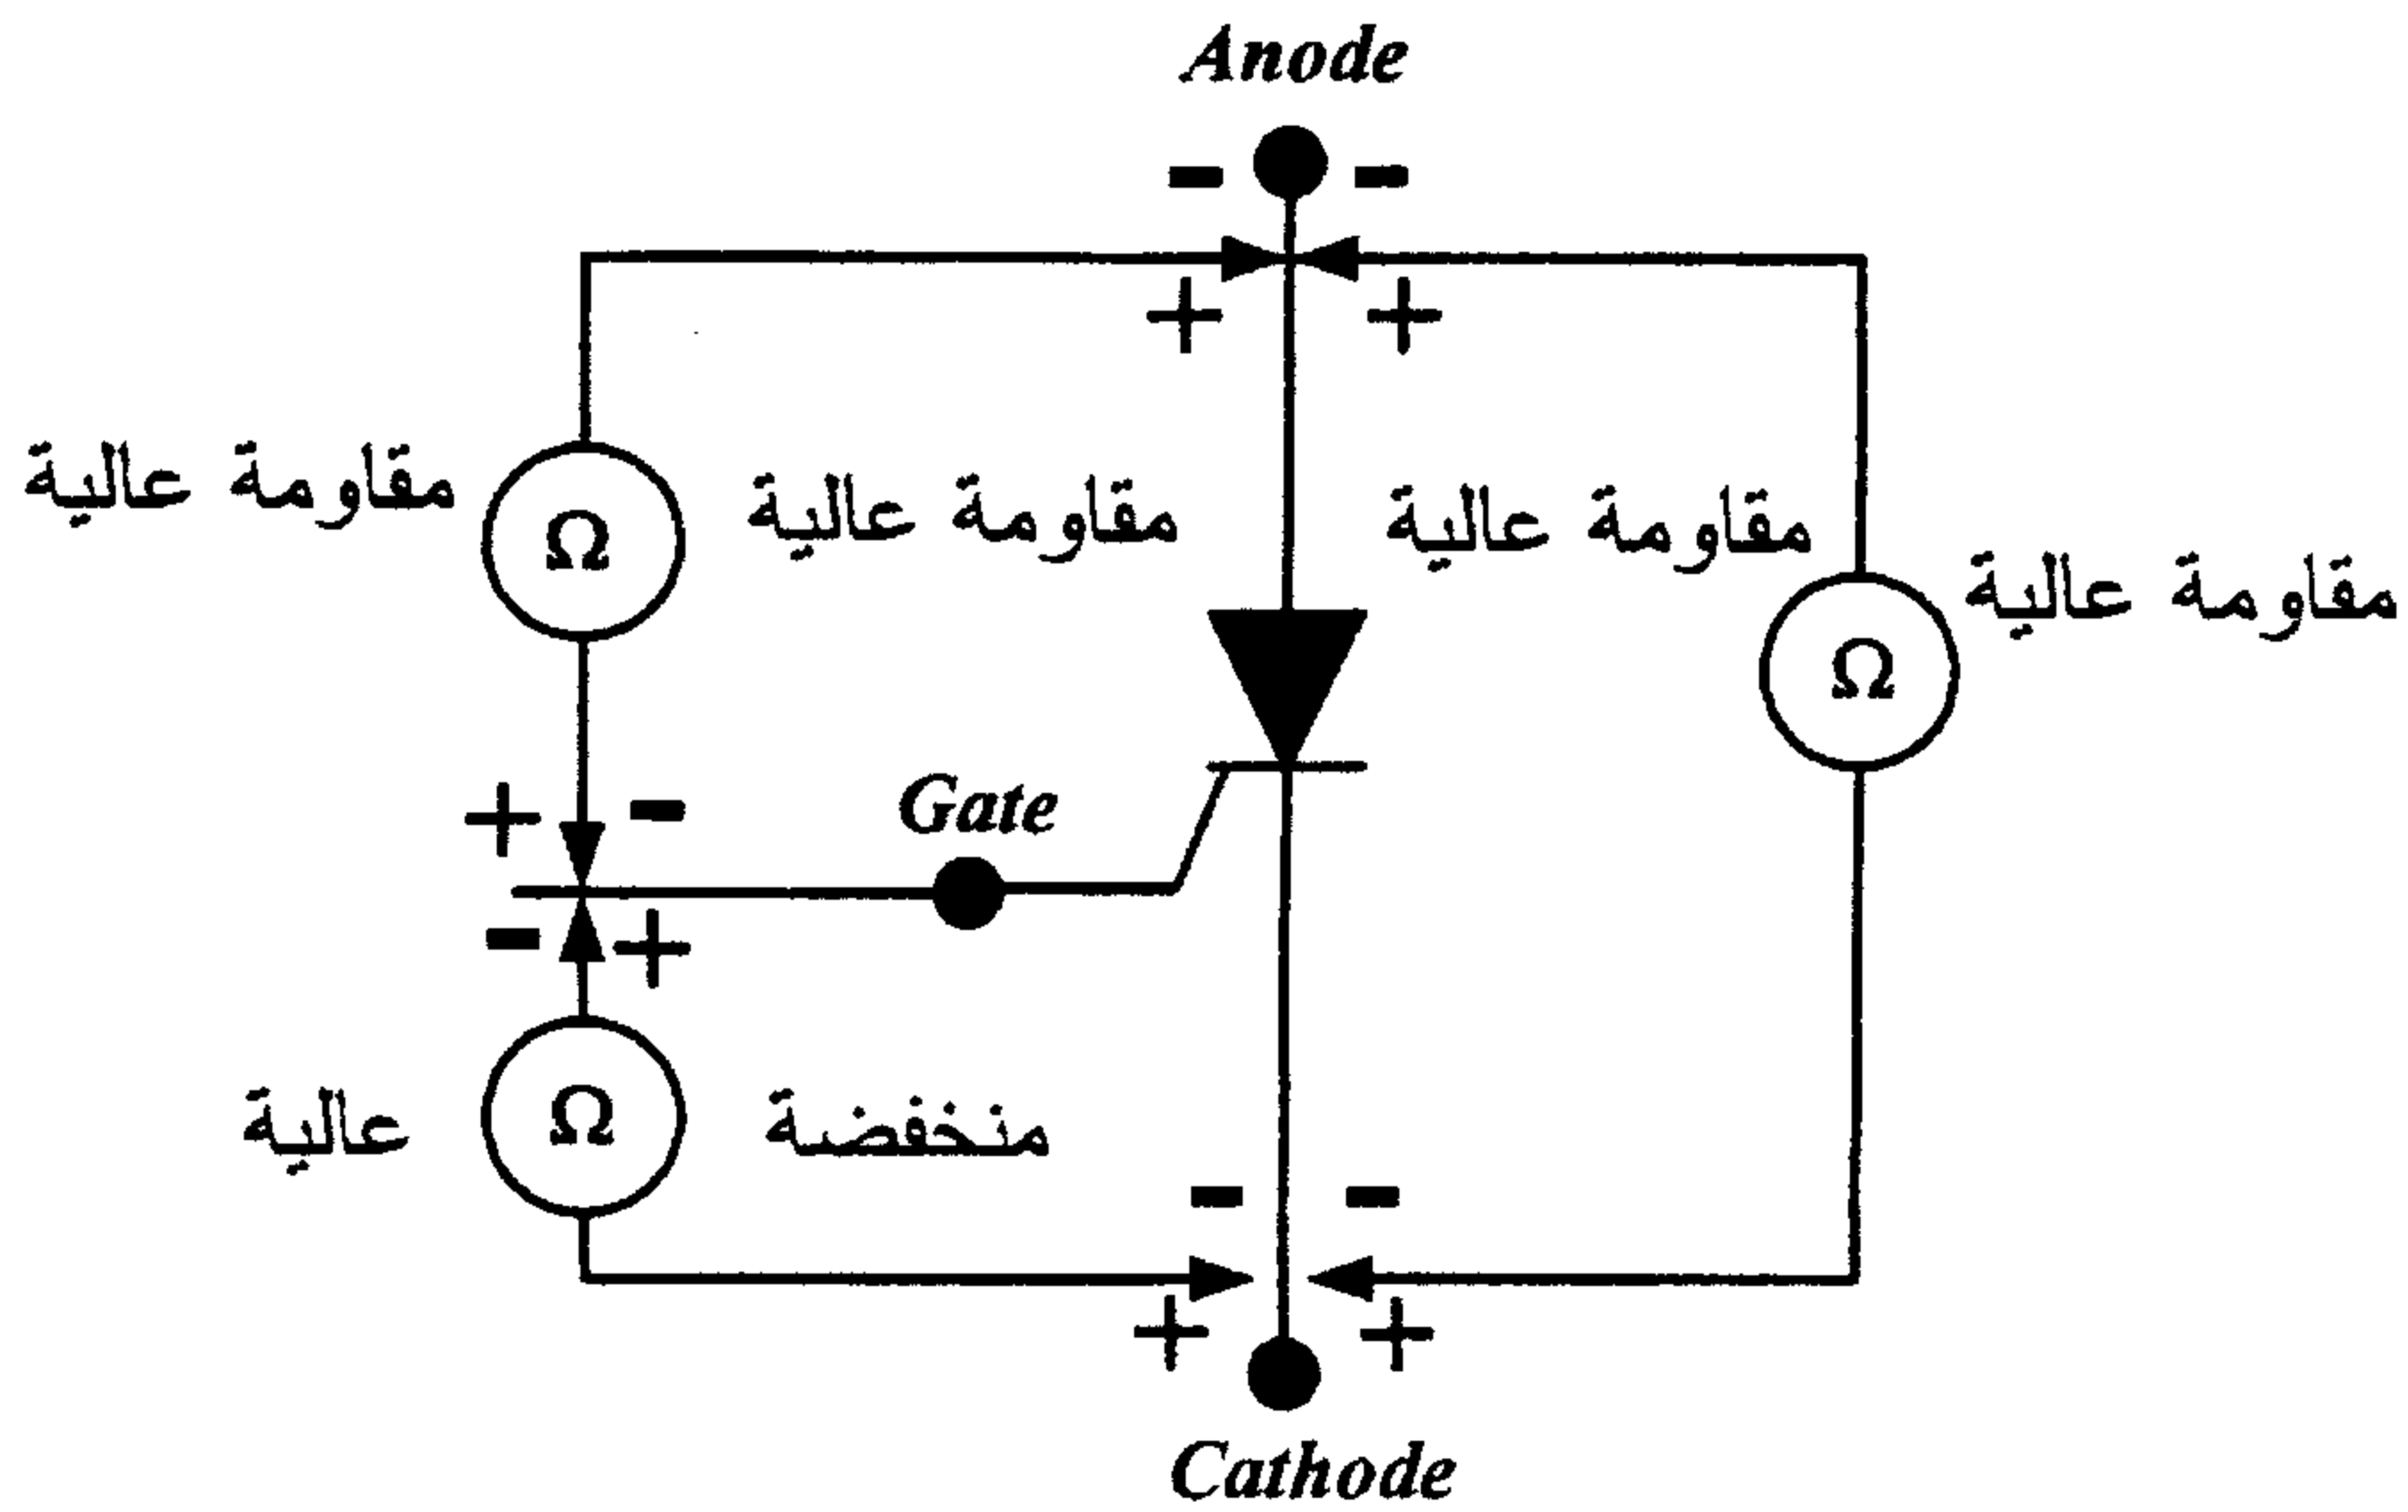 Anode
- -
+ +
مقاومة عالية
Ω
مقاومة عالية
مقاومة عالية
مقاومة عالية
Ω
+ -
Gate
- +
عالية
Ω
منخفضة
- -
+ +
Cathode